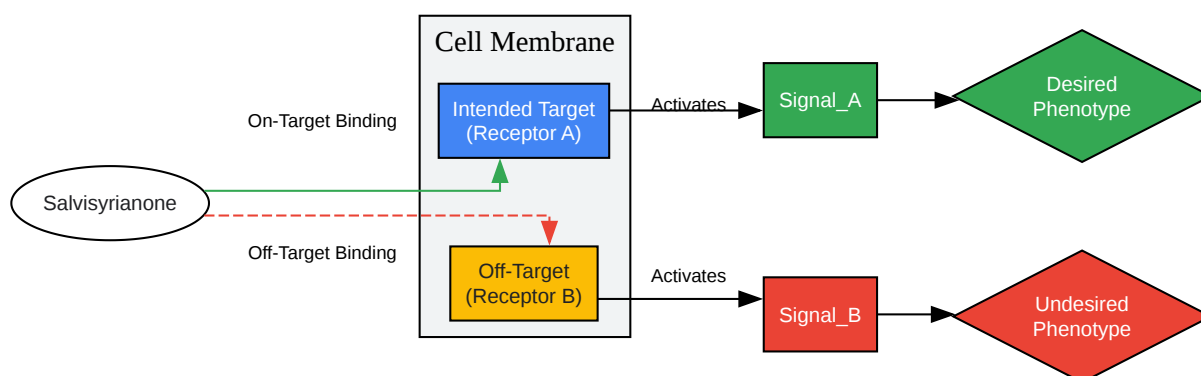 Cell Membrane
Intended Target
(Receptor A)
Activates
Signal_A
Desired
Phenotype
On-Target Binding
Salvisyrianone
Off-Target Binding
Off-Target
(Receptor B)
Activates
Signal_B
Undesired
Phenotype